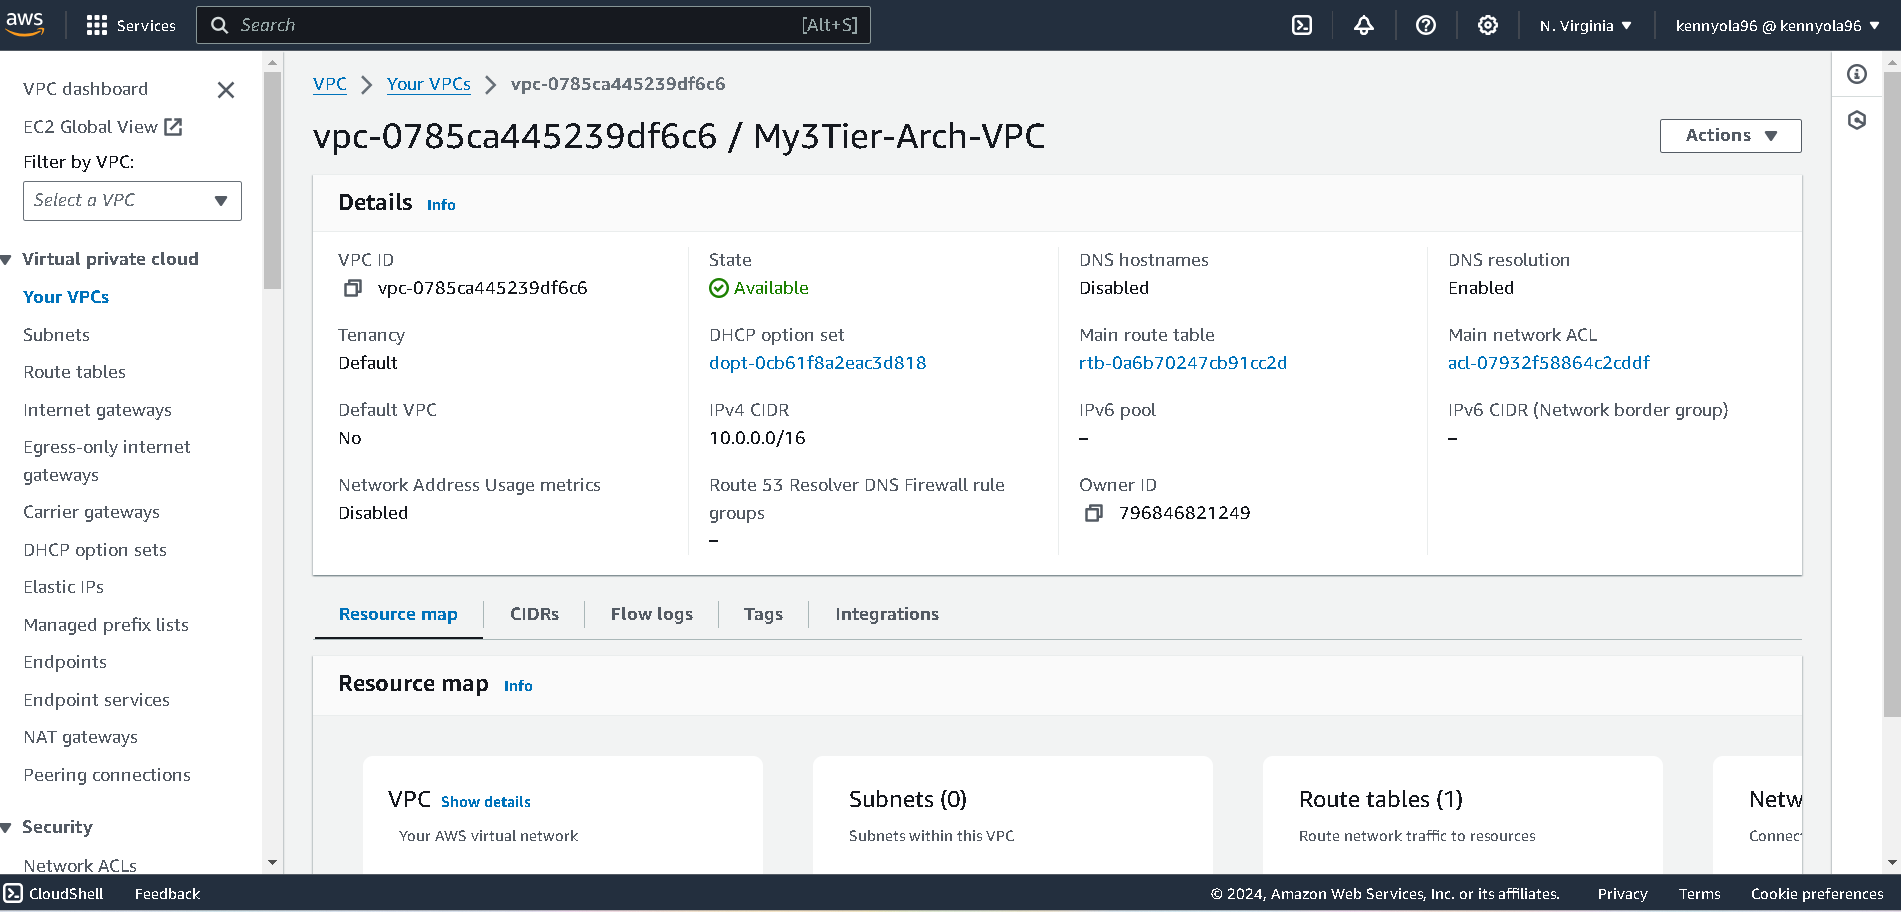 aws
Services
Search
[Alt+S]
N. Virginia
kennyola96 @ kennyola96
VPC dashboard
EC2 Global View
Filter by VPC:
Select a VPC
Virtual private cloud
Your VPCs
Subnets
Route tables
Internet gateways
Egress-only internet
gateways
Carrier gateways
DHCP option sets
Elastic IPs
Managed prefix lists
Endpoints
Endpoint services
NAT gateways
Peering connections
Security
Network ACLs
VPC
Your VPCs
vpc-0785ca445239df6c6
vpc-0785ca445239df6c6 / My3Tier-Arch-VPC
Actions
Details Info
VPC ID
vpc-0785ca445239df6c6
State
Available
DNS hostnames
Disabled
DNS resolution
Enabled
Tenancy
Default
DHCP option set
dopt-0cb61f8a2eac3d818
Main route table
rtb-0a6b70247cb91cc2d
Main network ACL
acl-07932f58864c2cddf
Default VPC
No
IPv4 CIDR
10.0.0.0/16
IPv6 pool
–
IPv6 CIDR (Network border group)
–
Network Address Usage metrics
Disabled
Route 53 Resolver DNS Firewall rule
groups
–
Owner ID
796846821249
Resource map
CIDRs
Flow logs
Tags
Integrations
Resource map Info
VPC Show details
Your AWS virtual network
Subnets (0)
Subnets within this VPC
Route tables (1)
Route network traffic to resources
Netw
Connec
CloudShell
Feedback
© 2024, Amazon Web Services, Inc. or its affiliates.
Privacy
Terms
Cookie preferences